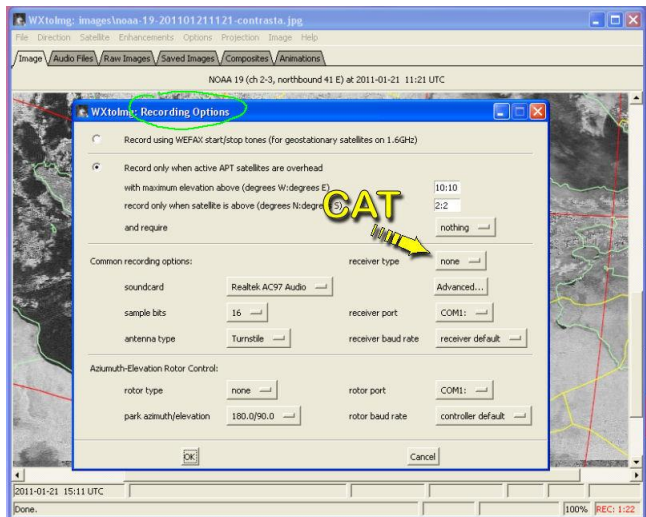 WXtoImg: images\noaa-19-201101211121-contrasta.jpg
File Direction Satellite Enhancements Options Projection Image Help
Image Audio Files Raw Images Saved Images Composites Animations
NOAA 19 (ch 2-3, northbound 41 E) at 2011-01-21 11:21 UTC
WXtoImg: Recording Options
Record using WEFAX start/stop tones (for geostationary satellites on 1.6GHz)
Record only when active APT satellites are overhead
with maximum elevation above (degrees W:degrees E) 10:10
record only when satellite is above (degrees N:degrees S) 2:2
CAT
and require nothing
Common recording options: receiver type none
soundcard Realtek AC97 Audio Advanced...
sample bits 16 receiver port COM1:
antenna type Turnstile receiver baud rate receiver default
Aziumuth-Elevation Rotor Control:
rotor type none rotor port COM1:
park azimuth/elevation 180.0/90.0 rotor baud rate controller default
OK Cancel
2011-01-21 15:11 UTC
Done. 100% REC: 1:22